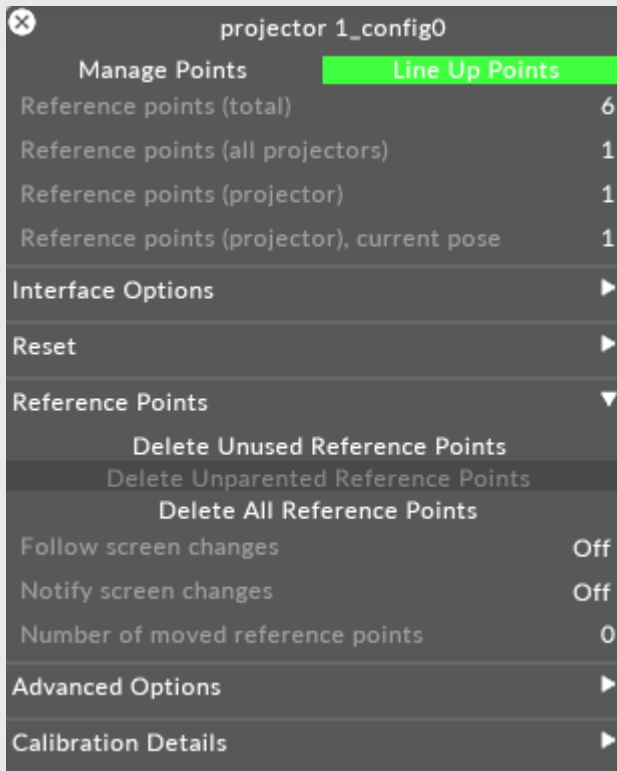 projector 1_config0
Manage Points Line Up Points
Reference points (total) 6
Reference points (all projectors) 1
Reference points (projector) 1
Reference points (projector), current pose 1
Interface Options
Reset
Reference Points
Delete Unused Reference Points
Delete Unparented Reference Points
Delete All Reference Points
Follow screen changes Off
Notify screen changes Off
Number of moved reference points 0
Advanced Options
Calibration Details